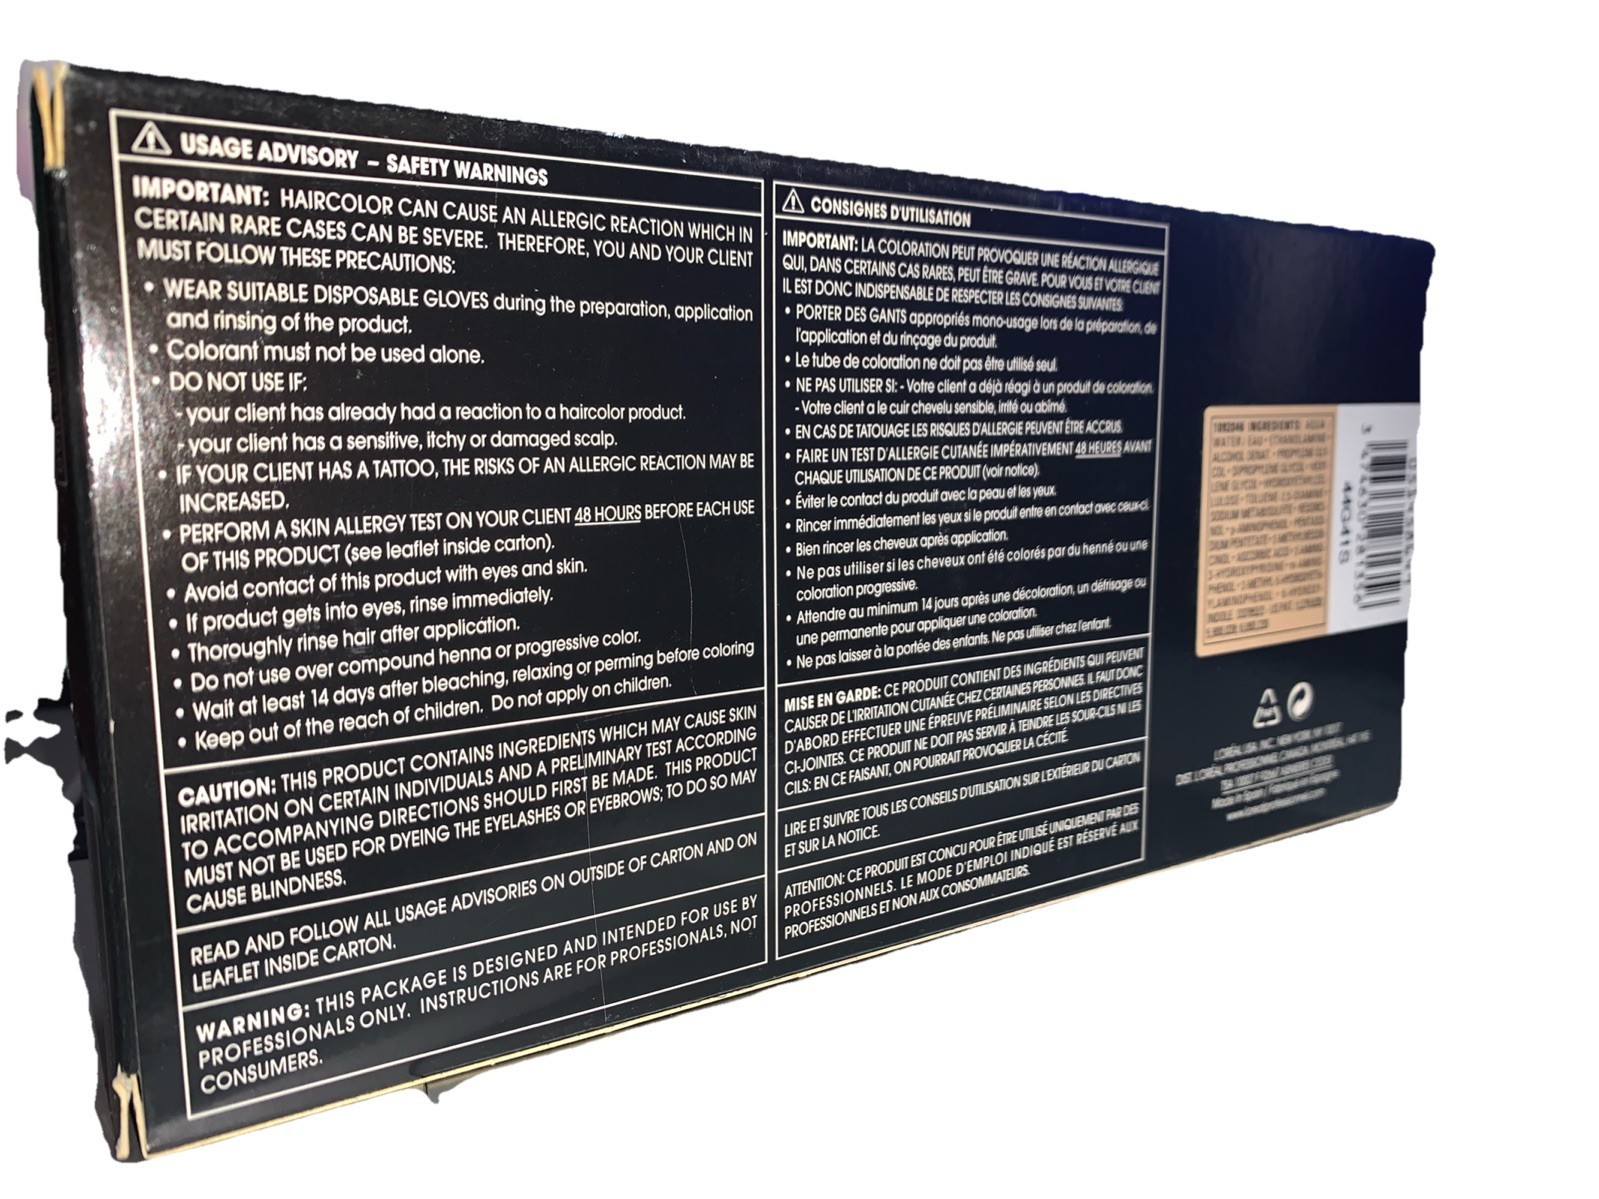 USAGE ADVISORY – SAFETY WARNINGS
IMPORTANT: HAIRCOLOR CAN CAUSE AN ALLERGIC REACTION WHICH IN
CERTAIN RARE CASES CAN BE SEVERE. THEREFORE, YOU AND YOUR CLIENT
MUST FOLLOW THESE PRECAUTIONS:
• WEAR SUITABLE DISPOSABLE GLOVES during the preparation, application
and rinsing of the product.
• Colorant must not be used alone.
• DO NOT USE IF:
- your client has already had a reaction to a haircolor product.
- your client has a sensitive, itchy or damaged scalp.
• IF YOUR CLIENT HAS A TATTOO, THE RISKS OF AN ALLERGIC REACTION MAY BE
INCREASED.
• PERFORM A SKIN ALLERGY TEST ON YOUR CLIENT 48 HOURS BEFORE EACH USE
OF THIS PRODUCT (see leaflet inside carton).
• Avoid contact of this product with eyes and skin.
• If product gets into eyes, rinse immediately.
• Thoroughly rinse hair after application.
• Do not use over compound henna or progressive color.
• Wait at least 14 days after bleaching, relaxing or perming before coloring
• Keep out of the reach of children. Do not apply on children.
CAUTION: THIS PRODUCT CONTAINS INGREDIENTS WHICH MAY CAUSE SKIN
IRRITATION ON CERTAIN INDIVIDUALS AND A PRELIMINARY TEST ACCORDING
TO ACCOMPANYING DIRECTIONS SHOULD FIRST BE MADE. THIS PRODUCT
MUST NOT BE USED FOR DYEING THE EYELASHES OR EYEBROWS; TO DO SO MAY
CAUSE BLINDNESS.
READ AND FOLLOW ALL USAGE ADVISORIES ON OUTSIDE OF CARTON AND ON
LEAFLET INSIDE CARTON.
WARNING: THIS PACKAGE IS DESIGNED AND INTENDED FOR USE BY
PROFESSIONALS ONLY. INSTRUCTIONS ARE FOR PROFESSIONALS, NOT
CONSUMERS.
CONSIGNES D'UTILISATION
IMPORTANT: LA COLORATION PEUT PROVOQUER UNE RÉACTION ALLERGIQUE
QUI, DANS CERTAINS CAS RARES, PEUT ÊTRE GRAVE. POUR VOUS ET VOTRE CLIENT
IL EST DONC INDISPENSABLE DE RESPECTER LES CONSIGNES SUIVANTES:
• PORTER DES GANTS appropriés mono-usage lors de la préparation, de
l'application et du rinçage du produit.
• Le tube de coloration ne doit pas être utilisé seul.
• NE PAS UTILISER SI: - Votre client a déjà réagi à un produit de coloration.
- Votre client a le cuir chevelu sensible, irrité ou abîmé.
• EN CAS DE TATOUAGE LES RISQUES D'ALLERGIE PEUVENT ÊTRE ACCRUS.
• FAIRE UN TEST D'ALLERGIE CUTANÉE IMPÉRATIVEMENT 48 HEURES AVANT
CHAQUE UTILISATION DE CE PRODUIT (voir notice).
• Éviter le contact du produit avec la peau et les yeux.
• Rincer immédiatement les yeux si le produit entre en contact avec ceux-ci.
• Bien rincer les cheveux après application.
• Ne pas utiliser si les cheveux ont été colorés par du henné ou une
coloration progressive.
• Attendre au minimum 14 jours après une décoloration, un défrisage ou
une permanente pour appliquer une coloration.
• Ne pas laisser à la portée des enfants. Ne pas utiliser chez l'enfant.
MISE EN GARDE: CE PRODUIT CONTIENT DES INGRÉDIENTS QUI PEUVENT
CAUSER DE L'IRRITATION CUTANÉE CHEZ CERTAINES PERSONNES. IL FAUT DONC
D'ABORD EFFECTUER UNE ÉPREUVE PRÉLIMINAIRE SELON LES DIRECTIVES
CI-JOINTES. CE PRODUIT NE DOIT PAS SERVIR À TEINDRE LES SOURCILS NI LES
CILS: EN CE FAISANT, ON POURRAIT PROVOQUER LA CÉCITÉ.
LIRE ET SUIVRE TOUS LES CONSEILS D'UTILISATION SUR L'EXTÉRIEUR DU CARTON
ET SUR LA NOTICE.
ATTENTION: CE PRODUIT EST CONCU POUR ÊTRE UTILISÉ UNIQUEMENT PAR DES
PROFESSIONNELS. LE MODE D'EMPLOI INDIQUÉ EST RÉSERVÉ AUX
PROFESSIONNELS ET NON AUX CONSOMMATEURS.
INGREDIENTS: AQUA
WATER / EAU • ETHANOLAMINE •
ALCOHOL DENAT. •
L'ORÉAL USA, INC., NEW YORK, NY
DIST. L'ORÉAL PROFESSIONNEL CANADA, MONTRÉAL
Made in Spain